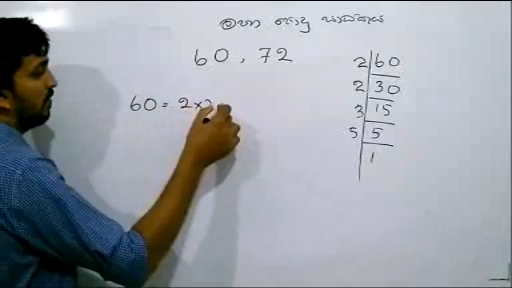 මහා පොදු සාධකය
60, 72
60 = 2×
2 | 60
2 | 30
3 | 15
5 | 5
1